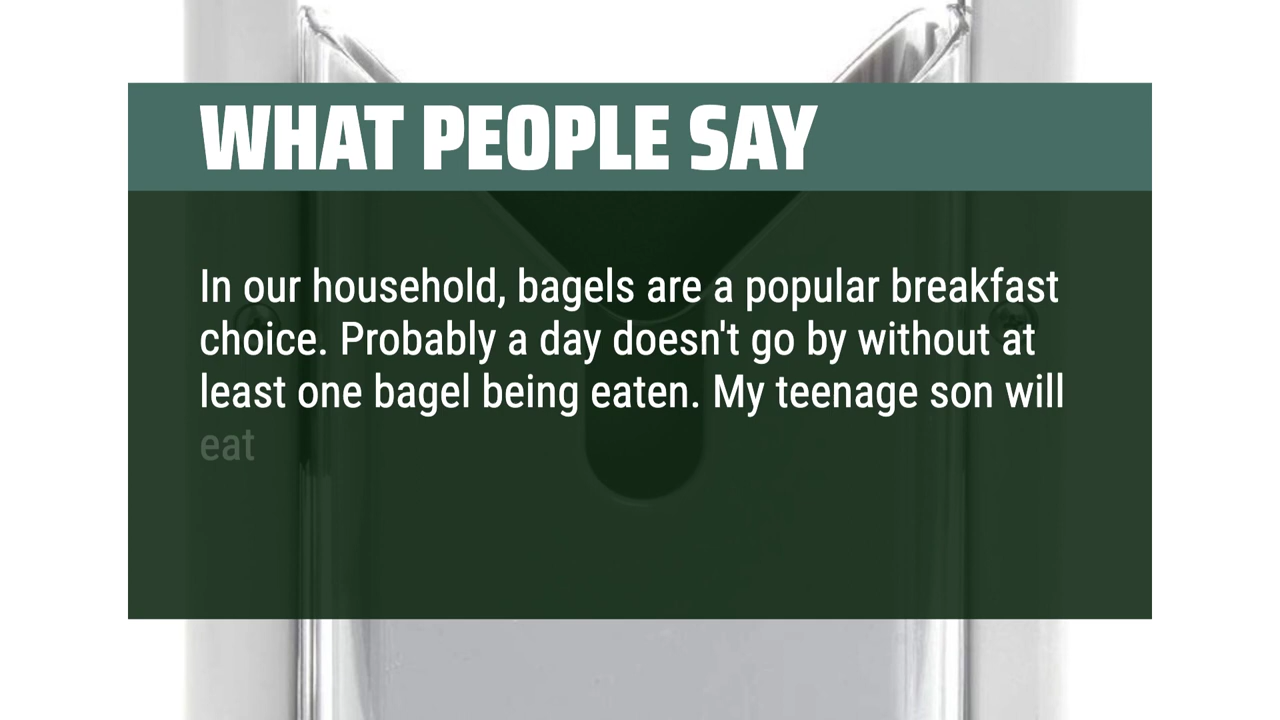 WHAT PEOPLE SAY
In our household, bagels are a popular breakfast
choice. Probably a day doesn't go by without at
least one bagel being eaten. My teenage son will
eat